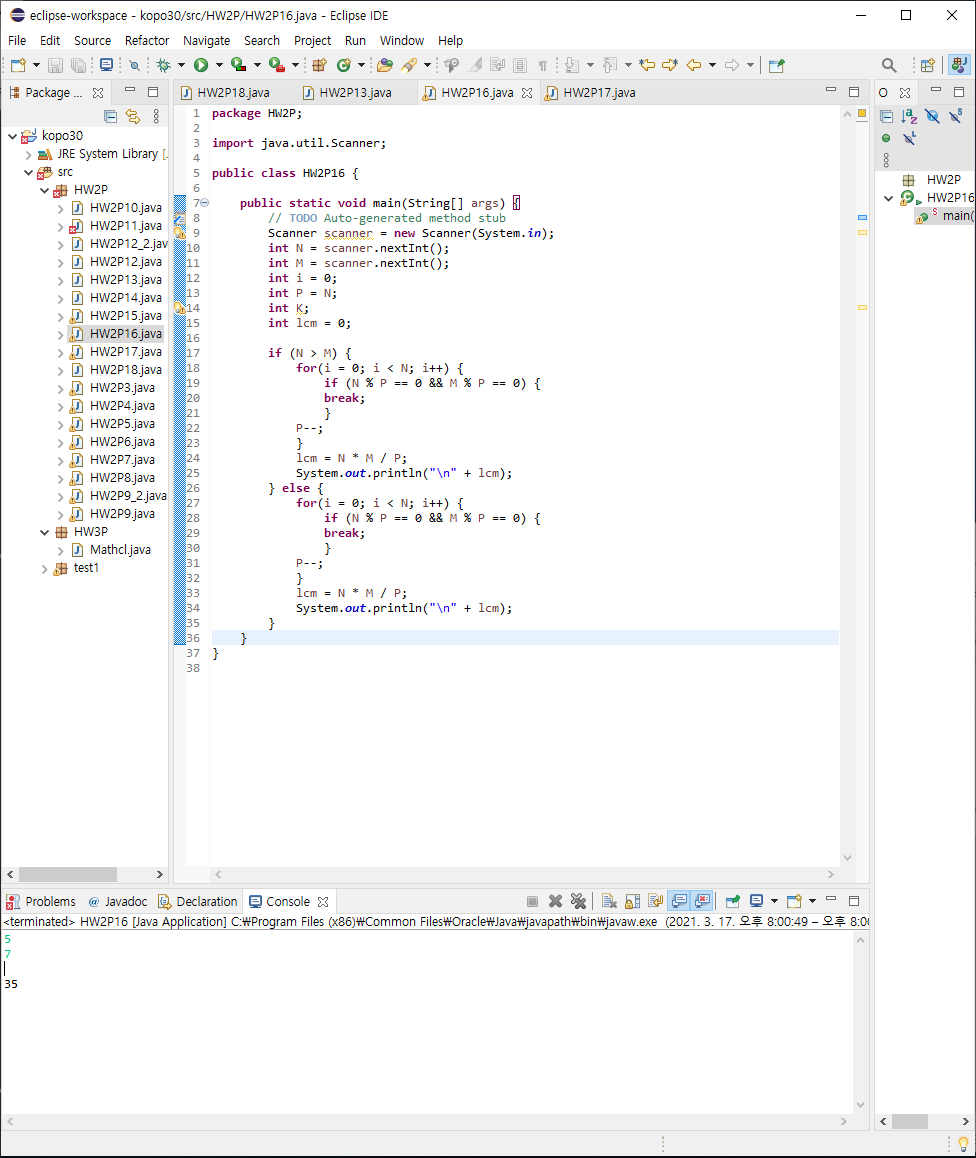 eclipse-workspace - kopo30/src/HW2P/HW2P16.java - Eclipse IDE
File Edit Source Refactor Navigate Search Project Run Window Help
Package ...
HW2P18.java HW2P13.java HW2P16.java HW2P17.java
O
kopo30
JRE System Library [
src
HW2P
HW2P10.java
HW2P11.java
HW2P12_2.jav
HW2P12.java
HW2P13.java
HW2P14.java
HW2P15.java
HW2P16.java
HW2P17.java
HW2P18.java
HW2P3.java
HW2P4.java
HW2P5.java
HW2P6.java
HW2P7.java
HW2P8.java
HW2P9_2.java
HW2P9.java
HW3P
Mathcl.java
test1
1 package HW2P;
2
3 import java.util.Scanner;
4
5 public class HW2P16 {
6
7 public static void main(String[] args) {
8 // TODO Auto-generated method stub
9 Scanner scanner = new Scanner(System.in);
10 int N = scanner.nextInt();
11 int M = scanner.nextInt();
12 int i = 0;
13 int P = N;
14 int K;
15 int lcm = 0;
16
17 if (N > M) {
18 for(i = 0; i < N; i++) {
19 if (N % P == 0 && M % P == 0) {
20 break;
21 }
22 P--;
23 }
24 lcm = N * M / P;
25 System.out.println("\n" + lcm);
26 } else {
27 for(i = 0; i < N; i++) {
28 if (N % P == 0 && M % P == 0) {
29 break;
30 }
31 P--;
32 }
33 lcm = N * M / P;
34 System.out.println("\n" + lcm);
35 }
36 }
37 }
38
HW2P
HW2P16
S main(
Problems @ Javadoc Declaration Console
<terminated> HW2P16 [Java Application] C:₩Program Files (x86)₩Common Files₩Oracle₩Java₩javapath₩bin₩javaw.exe (2021. 3. 17. 오후 8:00:49 – 오후 8:00
5
7
35